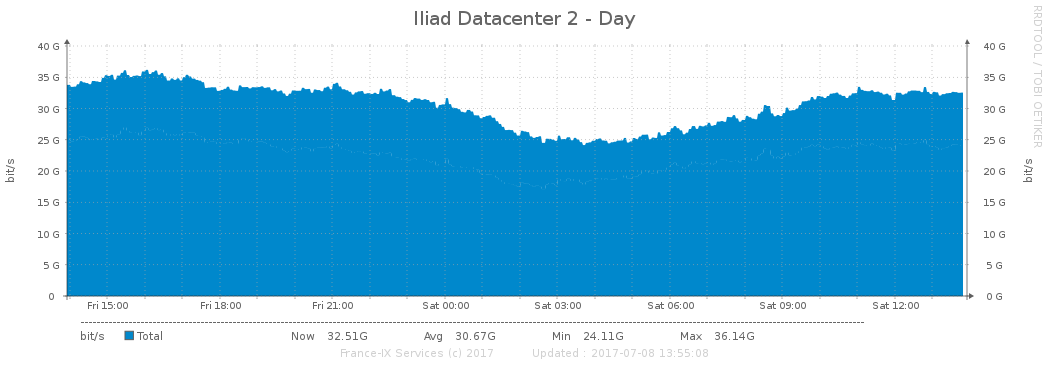 Iliad Datacenter 2 - Day
RRDTOOL / TOBI OETIKER
40 G 40 G
35 G 35 G
30 G 30 G
25 G 25 G
20 G 20 G
15 G 15 G
10 G 10 G
5 G 5 G
0 0 G
bit/s
bit/s
Fri 15:00 Fri 18:00 Fri 21:00 Sat 00:00 Sat 03:00 Sat 06:00 Sat 09:00 Sat 12:00
bit/s Total Now 32.51G Avg 30.67G Min 24.11G Max 36.14G
France-IX Services (c) 2017 Updated : 2017-07-08 13:55:08